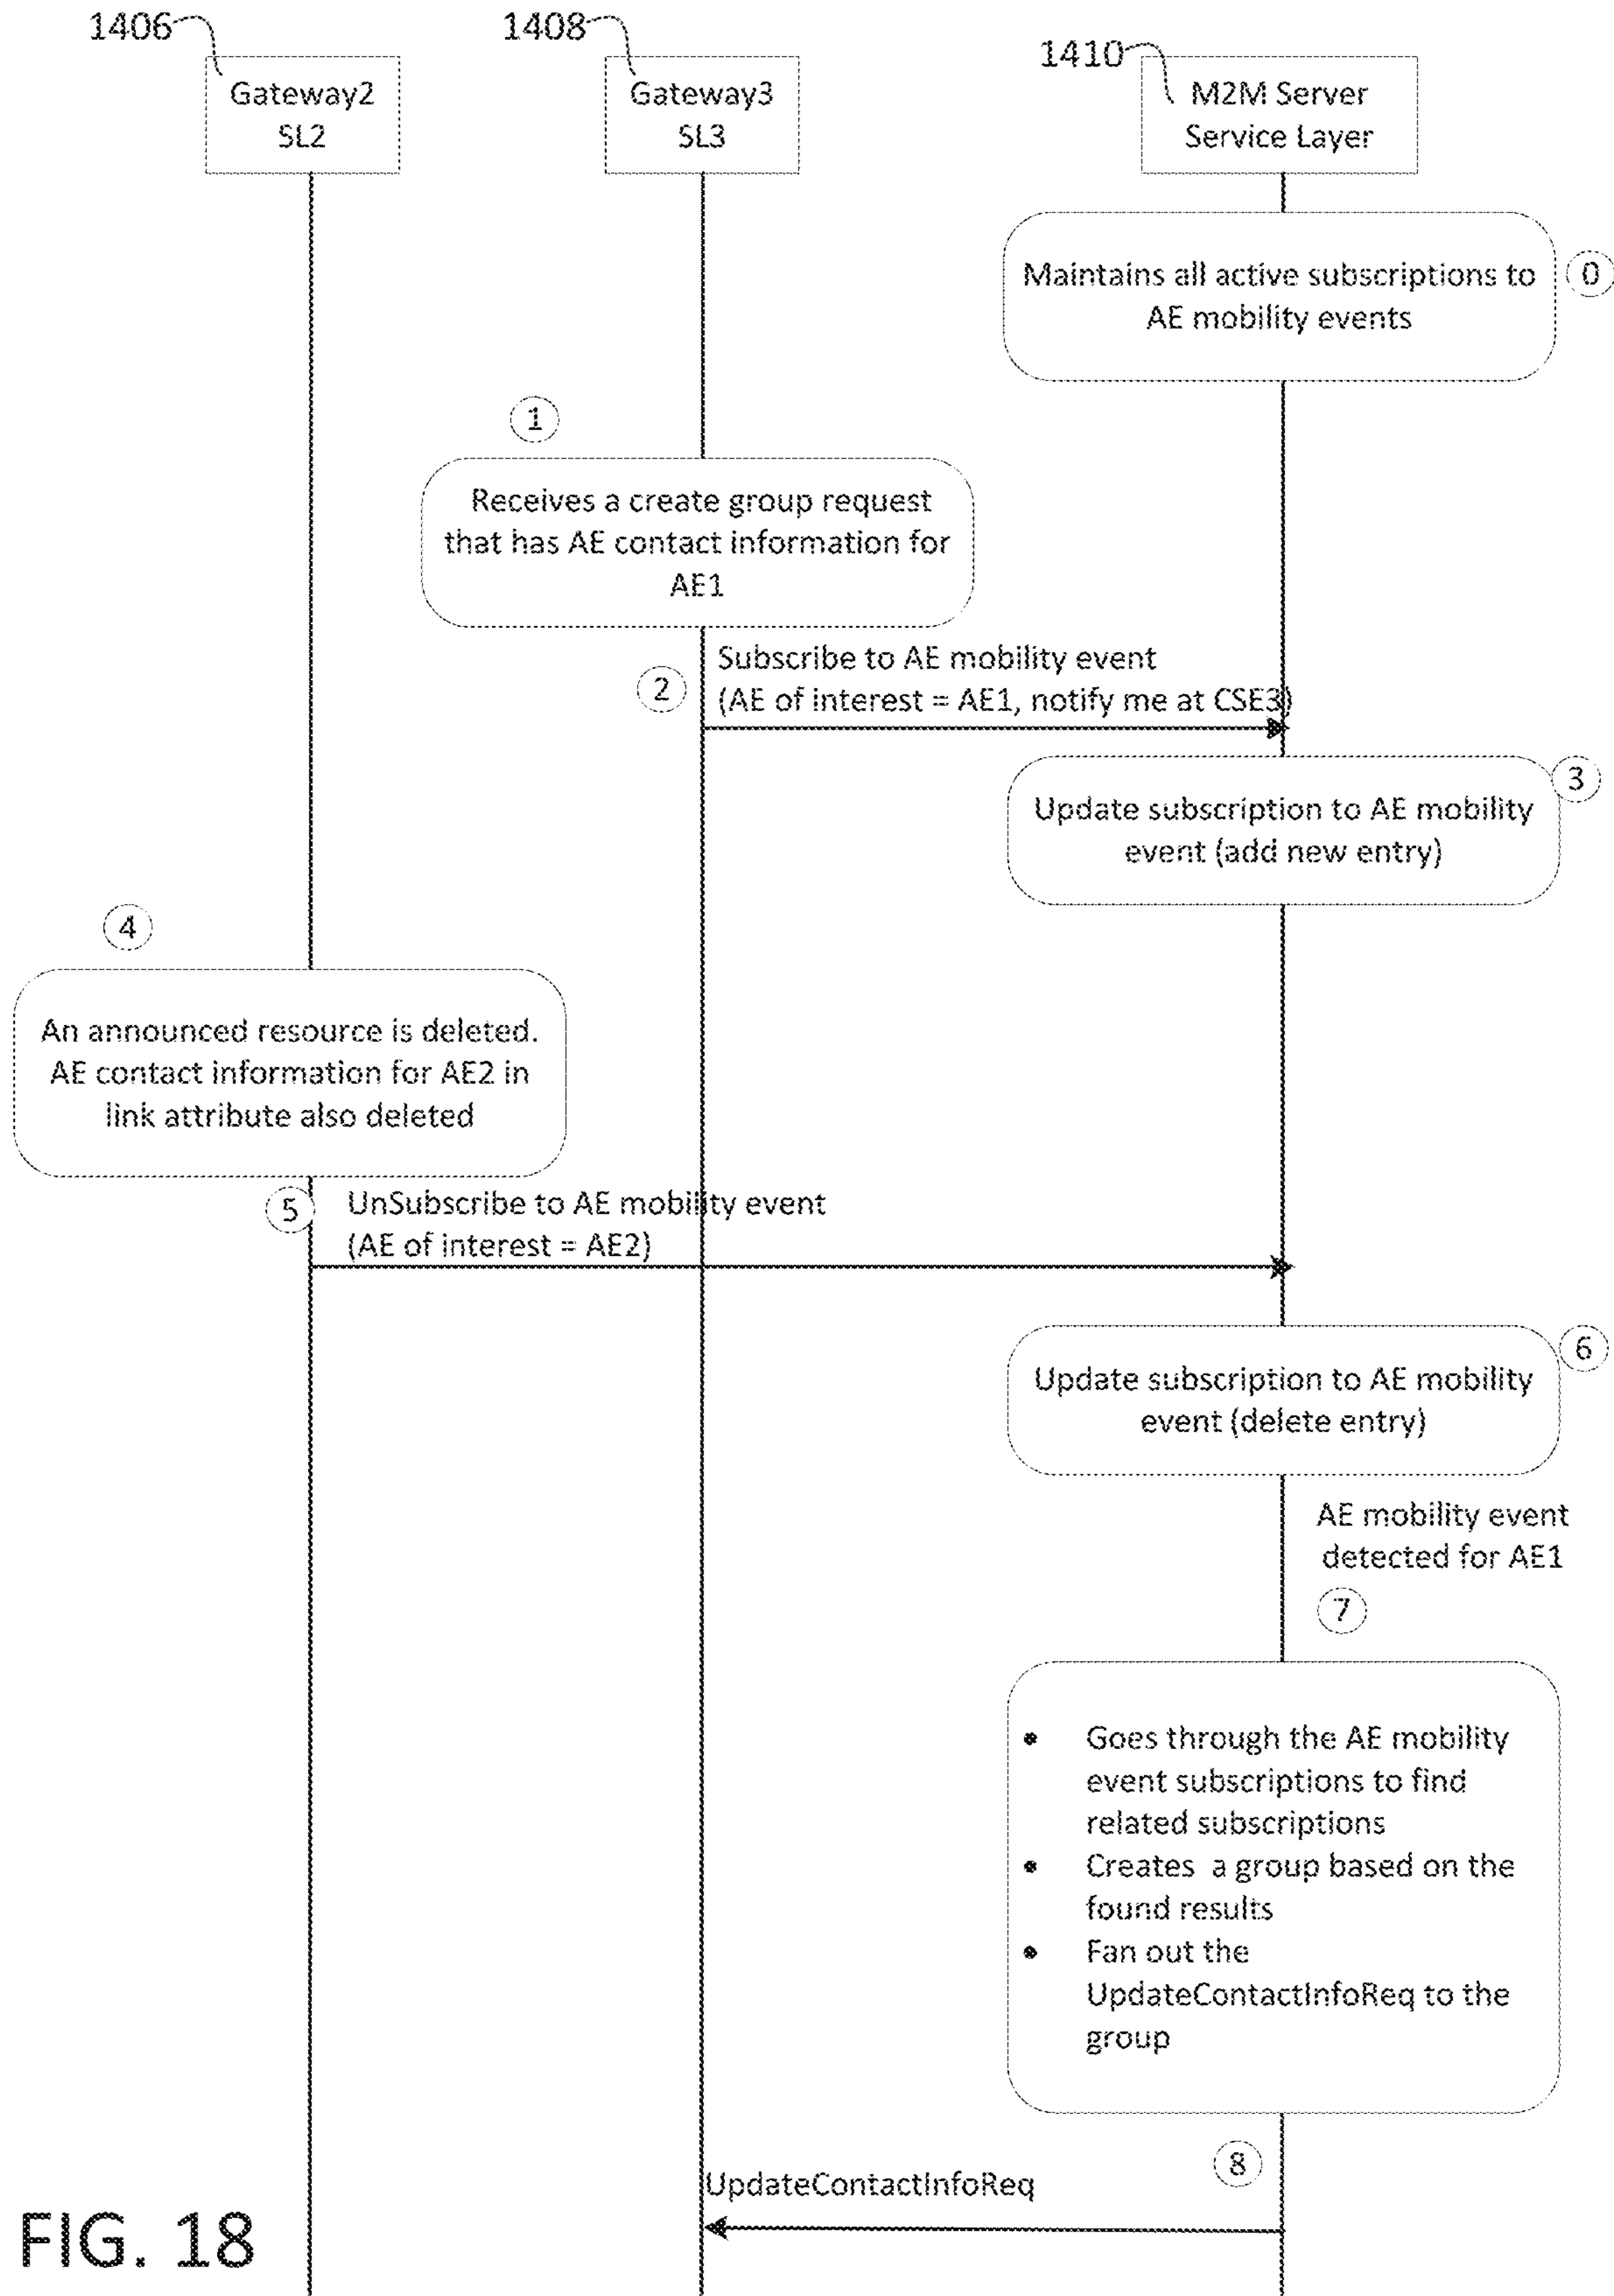 1406
1408
1410
Gateway2
SL2
Gateway3
SL3
M2M Server
Service Layer
Maintains all active subscriptions to
AE mobility events
0
1
Receives a create group request
that has AE contact information for
AE1
2
Subscribe to AE mobility event
(AE of interest = AE1, notify me at CSE3)
3
Update subscription to AE mobility
event (add new entry)
4
An announced resource is deleted.
AE contact information for AE2 in
link attribute also deleted
5
UnSubscribe to AE mobility event
(AE of interest = AE2)
6
Update subscription to AE mobility
event (delete entry)
AE mobility event
detected for AE1
7
• Goes through the AE mobility
event subscriptions to find
related subscriptions
• Creates a group based on the
found results
• Fan out the
UpdateContactInfoReq to the
group
8
UpdateContactInfoReq
FIG. 18